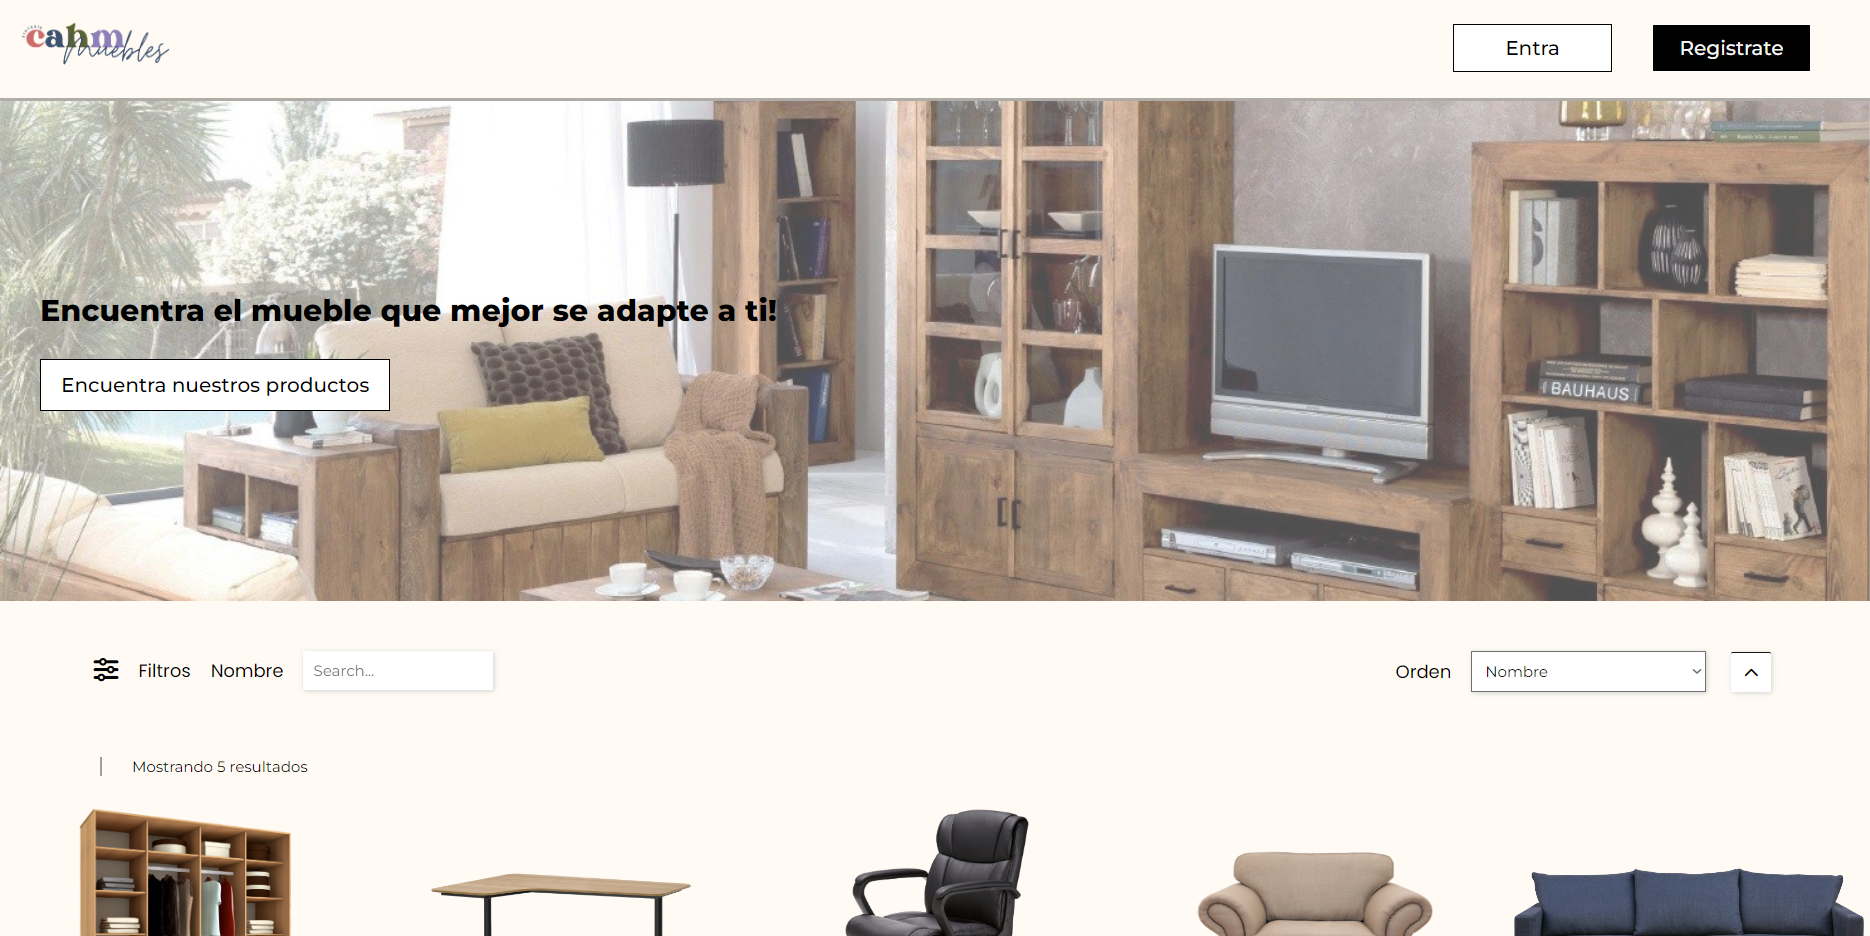 cahm
Muebles
Entra
Registrate
Encuentra el mueble que mejor se adapte a ti!
Encuentra nuestros productos
BAUHAUS
Filtros Nombre Search...
Orden Nombre
Mostrando 5 resultados